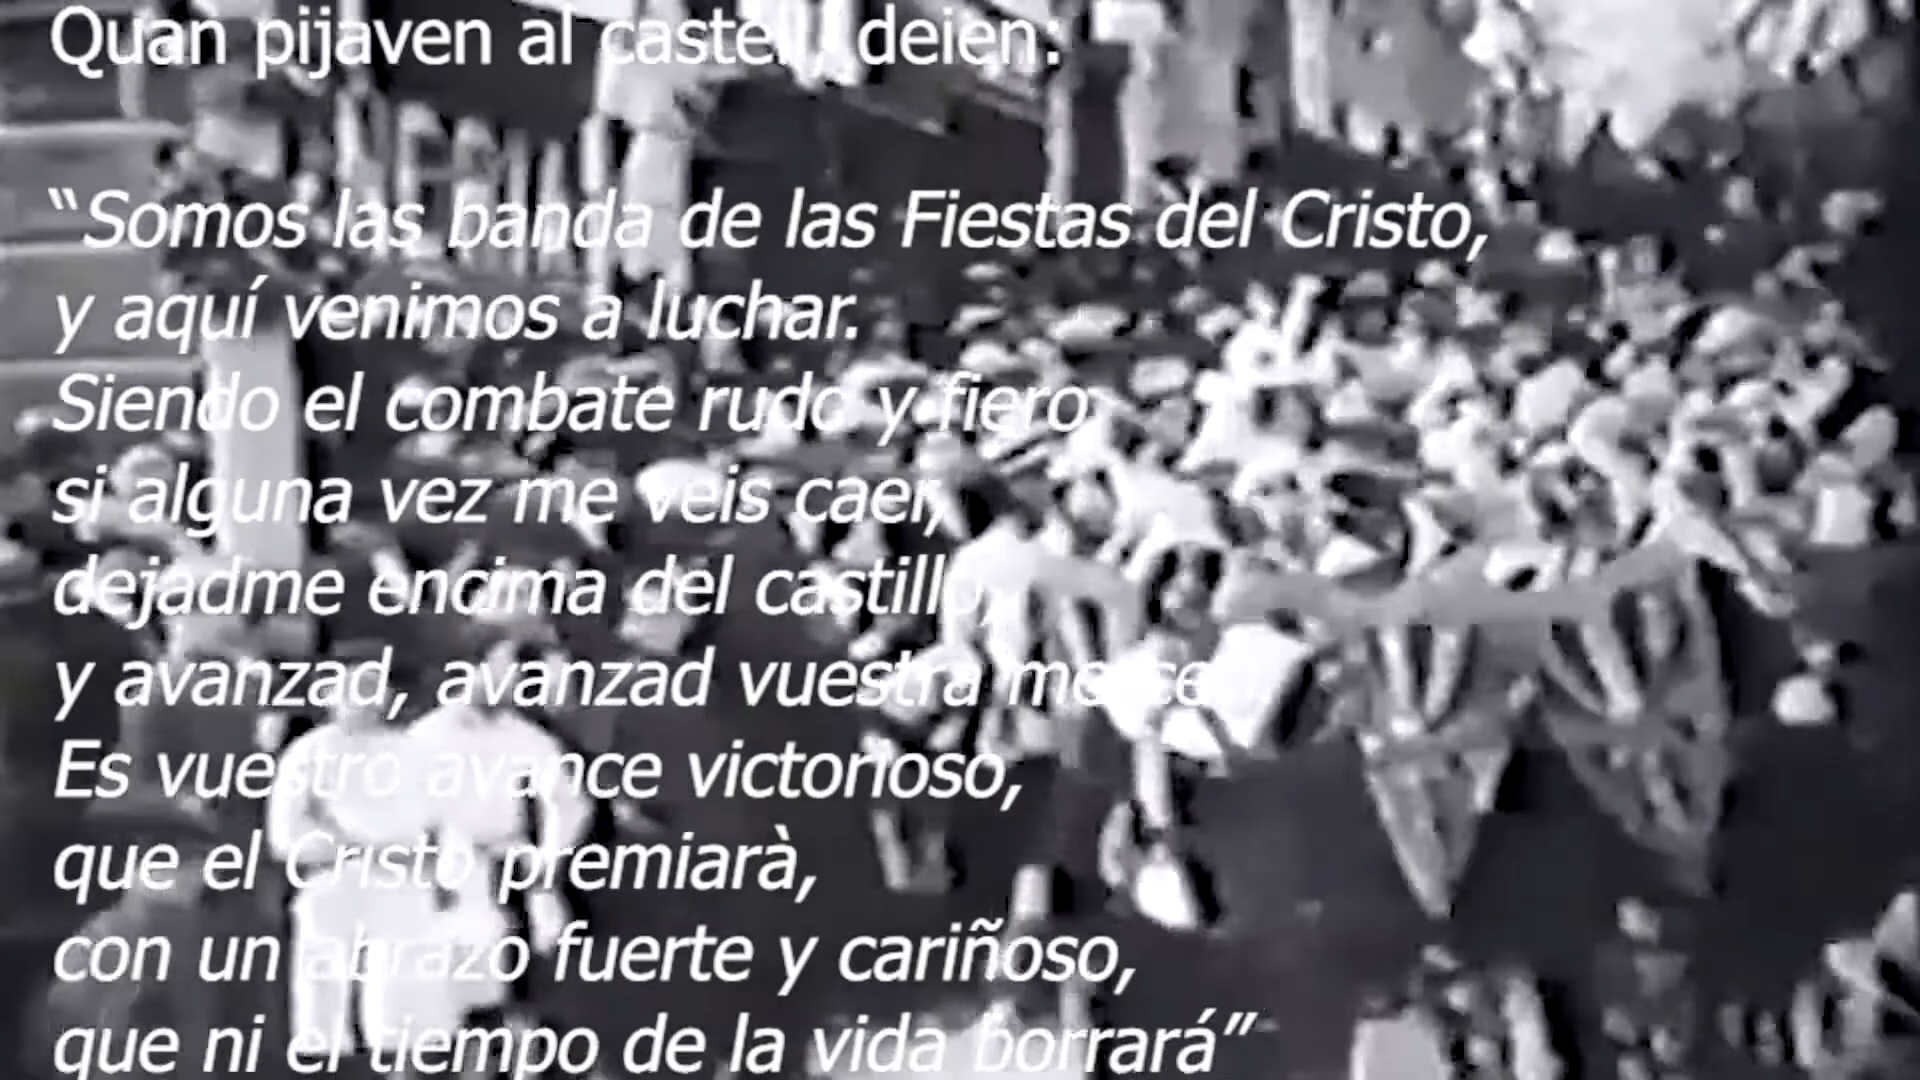 Quan pijaven al castell, deien:
“Somos las banda de las Fiestas del Cristo,
y aquí venimos a luchar.
Siendo el combate rudo y fiero,
si alguna vez me veis caer,
dejadme encima del castillo,
y avanzad, avanzad vuestra merced.
Es vuestro avance victorioso,
que el Cristo premiarà,
con un abrazo fuerte y cariñoso,
que ni el tiempo de la vida borrará”